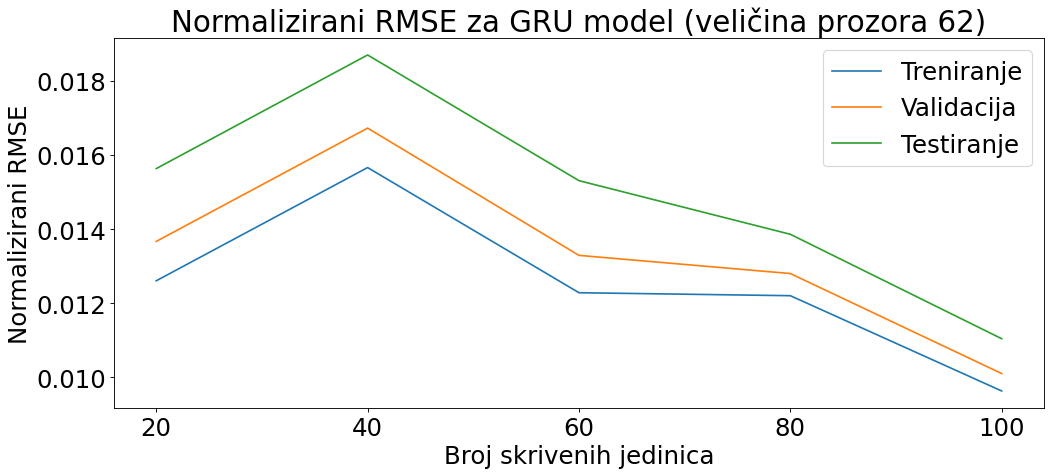 Normalizirani RMSE za GRU model (veličina prozora 62)
Treniranje
Validacija
Testiranje
Normalizirani RMSE
0.018
0.016
0.014
0.012
0.010
20 40 60 80 100
Broj skrivenih jedinica